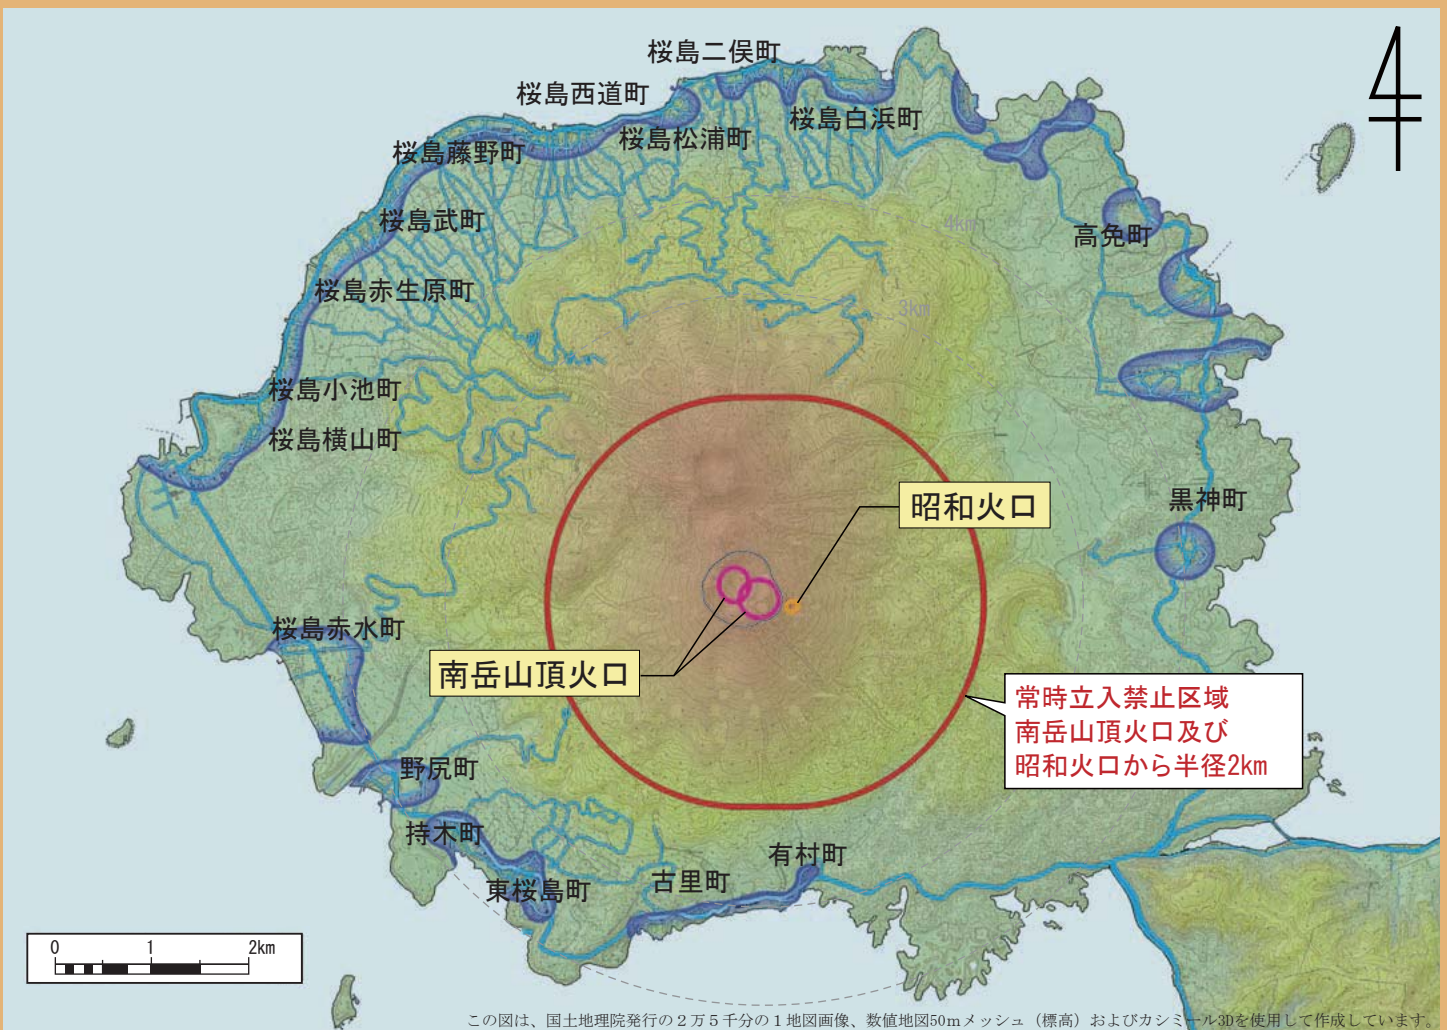 桜島二俣町
桜島西道町
桜島白浜町
桜島松浦町
桜島藤野町
桜島武町
高免町
4km
桜島赤生原町
3km
桜島小池町
桜島横山町
昭和火口
黒神町
桜島赤水町
南岳山頂火口
常時立入禁止区域
南岳山頂火口及び
昭和火口から半径2km
野尻町
持木町
有村町
東桜島町
古里町
0 1 2km
この図は、国土地理院発行の2万5千分の1地図画像、数値地図50mメッシュ（標高）およびカシミール3Dを使用して作成しています。